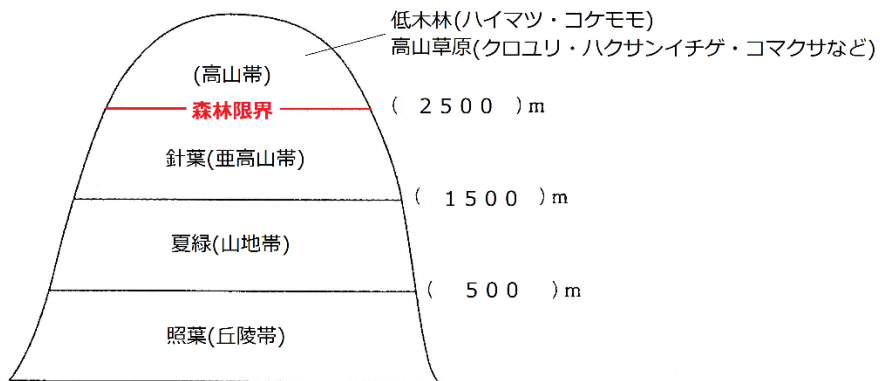 低木林(ハイマツ・コケモモ)
高山草原(クロユリ・ハクサンイチゲ・コマクサなど)
(高山帯)
森林限界
( 2500 )m
針葉(亜高山帯)
( 1500 )m
夏緑(山地帯)
( 500 )m
照葉(丘陵帯)